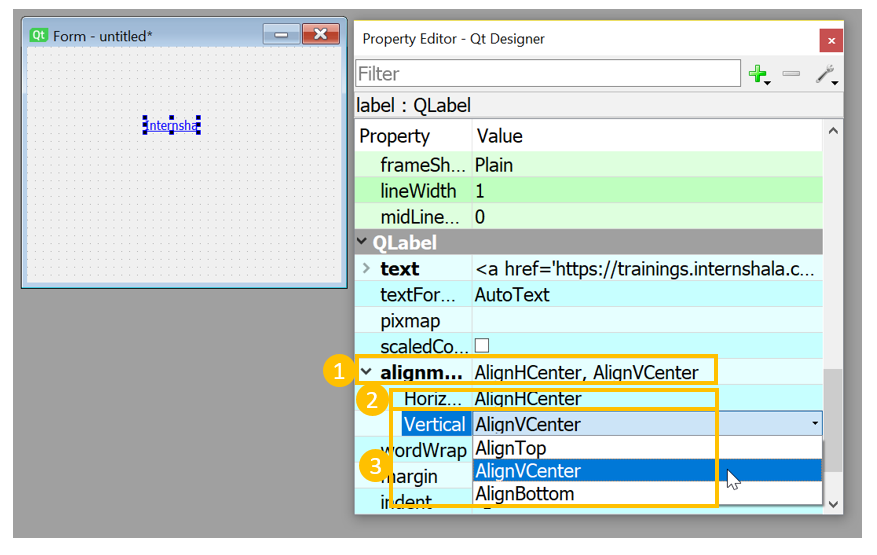 Qt Form - untitled*
Internsha
Property Editor - Qt Designer
Filter
label : QLabel
Property Value
frameSh... Plain
lineWidth 1
midLine... 0
QLabel
text <a href='https://trainings.internshala.c...
textFor... AutoText
pixmap
scaledCo...
1 alignm... AlignHCenter, AlignVCenter
2 Horiz... AlignHCenter
Vertical AlignVCenter
wordWrap AlignTop
3 margin AlignVCenter
indent AlignBottom